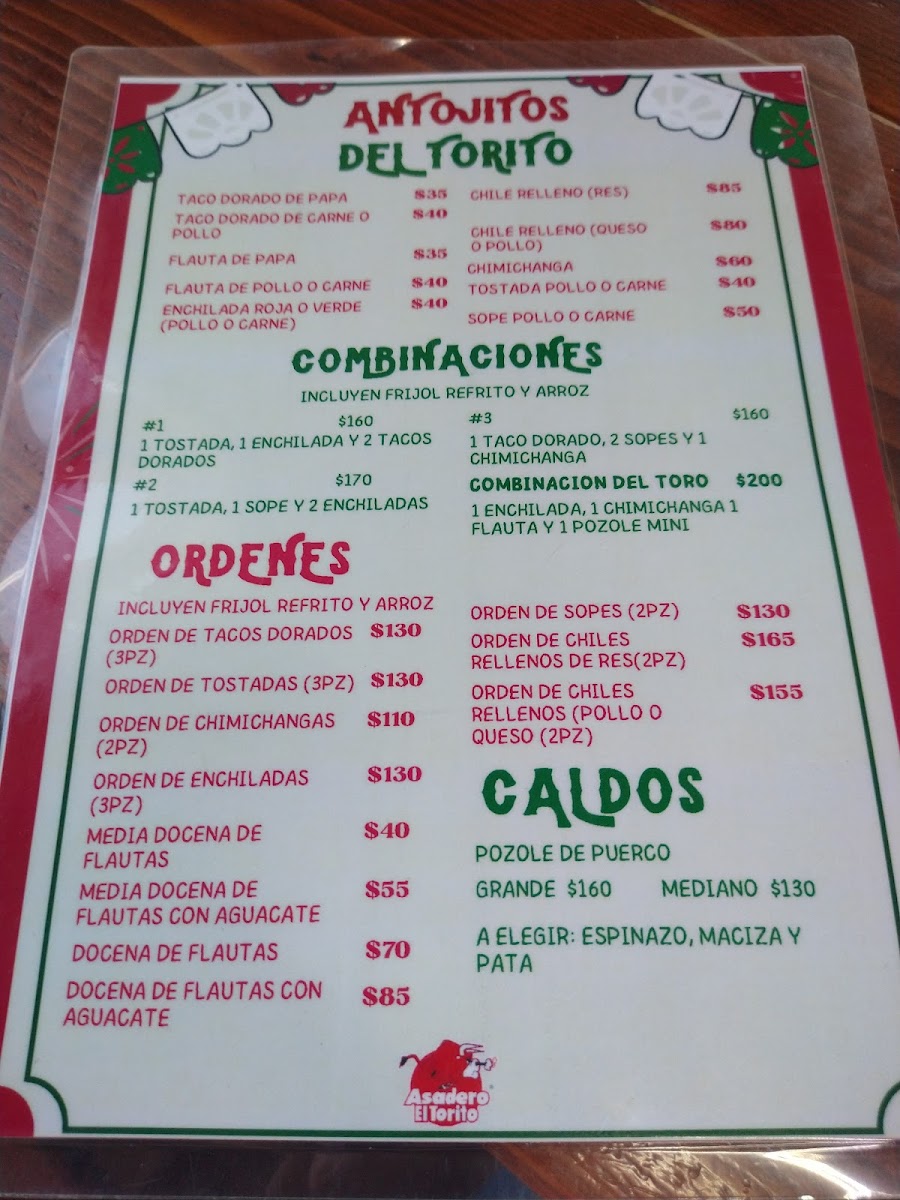 ANTOJITOS
DEL TORITO
TACO DORADO DE PAPA $35
TACO DORADO DE CARNE O $40
POLLO
FLAUTA DE PAPA $35
FLAUTA DE POLLO O CARNE $40
ENCHILADA ROJA O VERDE $40
(POLLO O CARNE)
CHILE RELLENO (RES) $85
CHILE RELLENO (QUESO $80
O POLLO)
CHIMICHANGA $60
TOSTADA POLLO O CARNE $40
SOPE POLLO O CARNE $50
COMBINACIONES
INCLUYEN FRIJOL REFRITO Y ARROZ
#1 $160
1 TOSTADA, 1 ENCHILADA Y 2 TACOS
DORADOS
#2 $170
1 TOSTADA, 1 SOPE Y 2 ENCHILADAS
#3 $160
1 TACO DORADO, 2 SOPES Y 1
CHIMICHANGA
COMBINACION DEL TORO $200
1 ENCHILADA, 1 CHIMICHANGA 1
FLAUTA Y 1 POZOLE MINI
ORDENES
INCLUYEN FRIJOL REFRITO Y ARROZ
ORDEN DE TACOS DORADOS $130
(3PZ)
ORDEN DE TOSTADAS (3PZ) $130
ORDEN DE CHIMICHANGAS $110
(2PZ)
ORDEN DE ENCHILADAS $130
(3PZ)
MEDIA DOCENA DE $40
FLAUTAS
MEDIA DOCENA DE $55
FLAUTAS CON AGUACATE
DOCENA DE FLAUTAS $70
DOCENA DE FLAUTAS CON $85
AGUACATE
ORDEN DE SOPES (2PZ) $130
ORDEN DE CHILES $165
RELLENOS DE RES(2PZ)
ORDEN DE CHILES $155
RELLENOS (POLLO O
QUESO (2PZ)
CALDOS
POZOLE DE PUERCO
GRANDE $160 MEDIANO $130
A ELEGIR: ESPINAZO, MACIZA Y
PATA
Asadero
El Torito